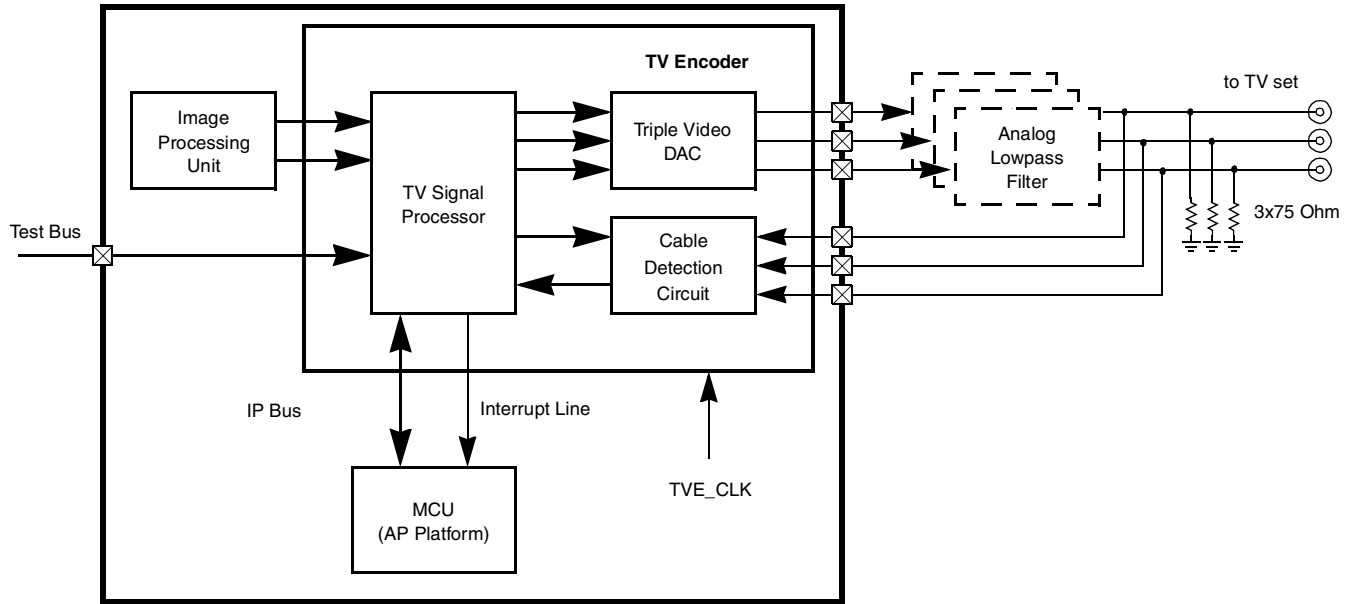 TV Encoder
to TV set
Image
Processing
Unit
Triple Video
DAC
Analog
Lowpass
Filter
TV Signal
Processor
3x75 Ohm
Test Bus
Cable
Detection
Circuit
IP Bus
Interrupt Line
TVE_CLK
MCU
(AP Platform)